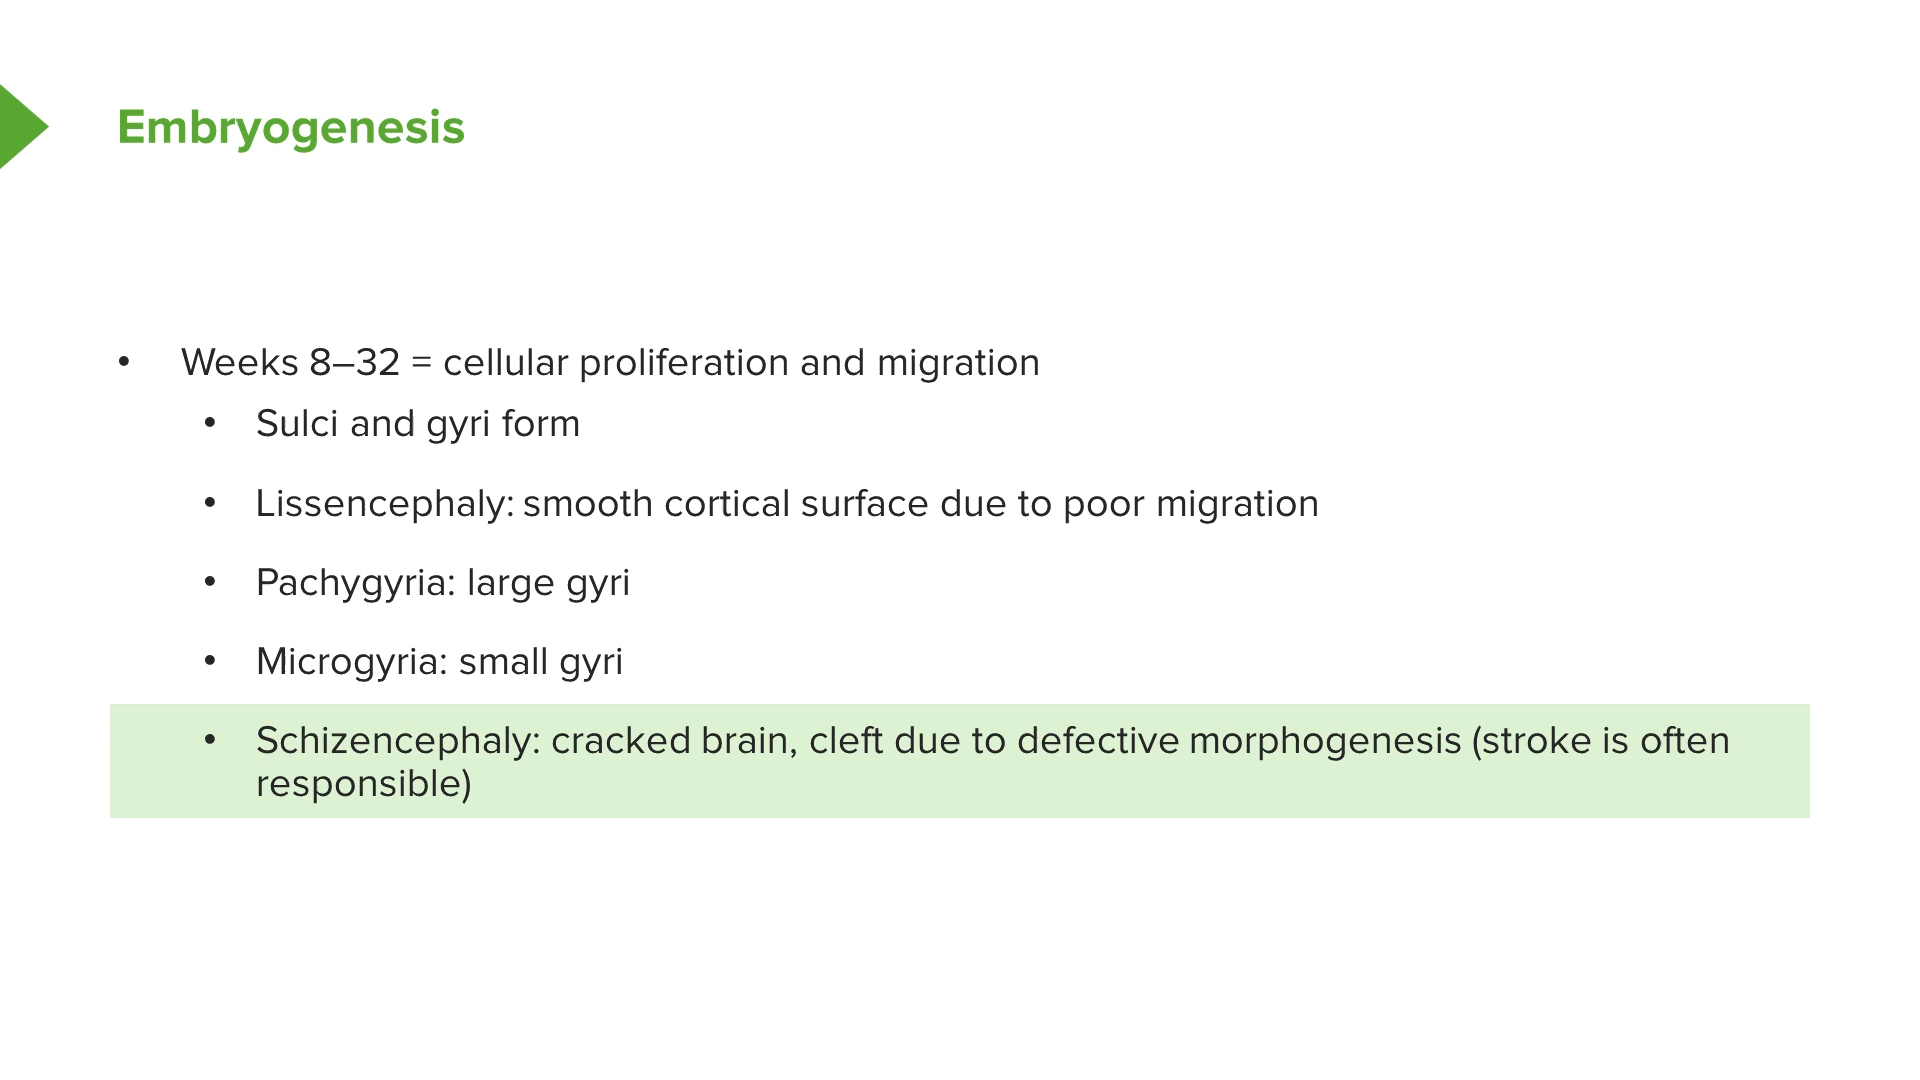 Embryogenesis
• Weeks 8–32 = cellular proliferation and migration
• Sulci and gyri form
• Lissencephaly: smooth cortical surface due to poor migration
• Pachygyria: large gyri
• Microgyria: small gyri
• Schizencephaly: cracked brain, cleft due to defective morphogenesis (stroke is often
responsible)